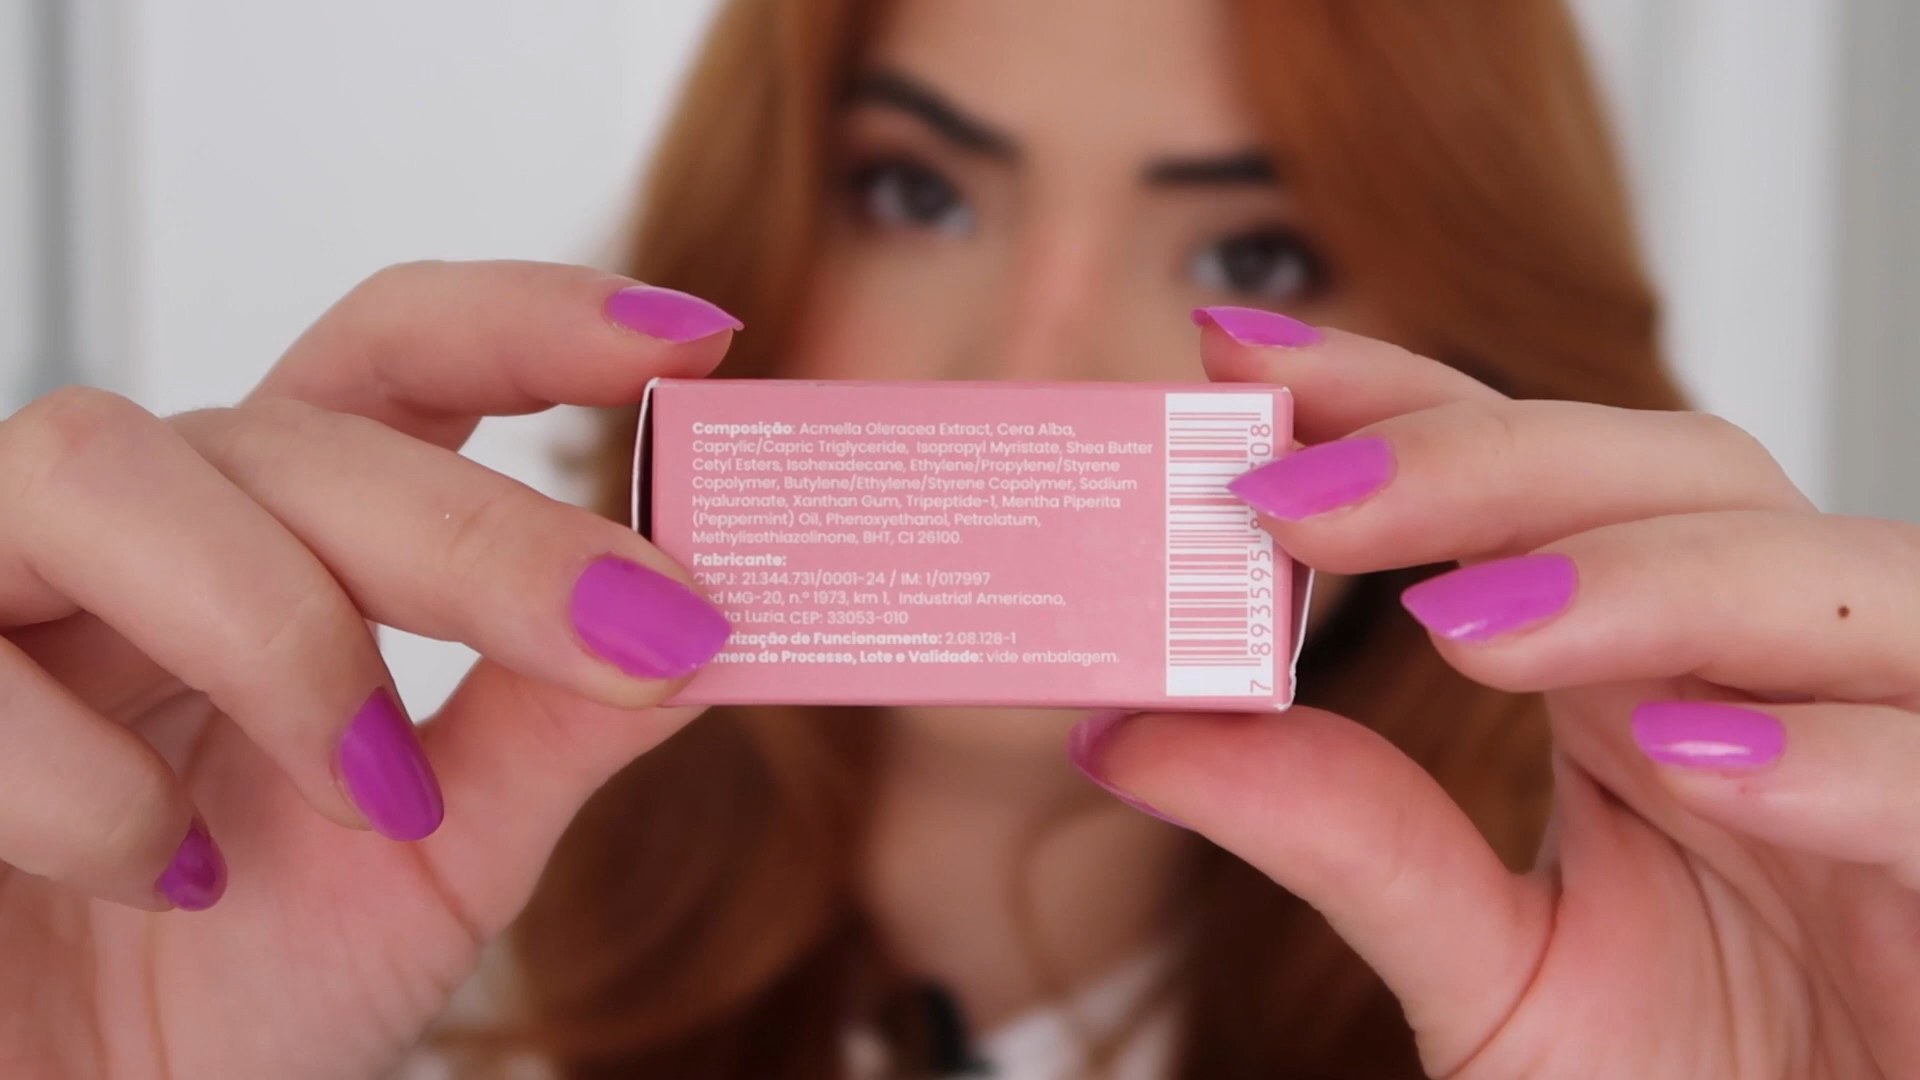 Composição: Acmella Oleracea Extract, Cera Alba,
Caprylic/Capric Triglyceride, Isopropyl Myristate, Shea Butter
Cetyl Esters, Isohexadecane, Ethylene/Propylene/Styrene
Copolymer, Butylene/Ethylene/Styrene Copolymer, Sodium
Hyaluronate, Xanthan Gum, Tripeptide-1, Mentha Piperita
(Peppermint) Oil, Phenoxyethanol, Petrolatum,
Methylisothiazolinone, BHT, CI 26100.
Fabricante:
CNPJ: 21.344.731/0001-24 / IM: 1/017997
MG-20, n.º 1973, km 1, Industrial Americano,
Luzia. CEP: 33053-010
de Funcionamento: 2.08.128-1
de Processo, Lote e Validade: vide embalagem.